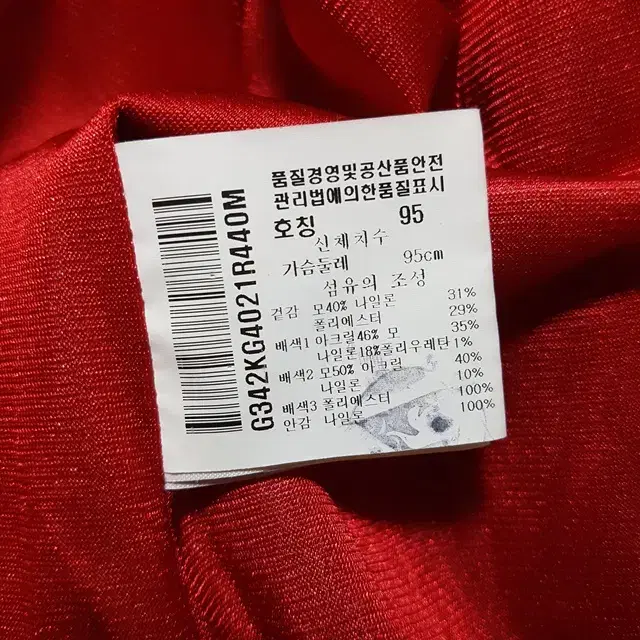 품질경영및공산품안전
관리법에의한품질표시
호칭 95
신체치수
가슴둘레 95cm
섬유의 조성
겉감 모40% 나일론 31%
폴리에스터 29%
배색1 아크릴46% 모 35%
나일론18%폴리우레탄 1%
배색2 모50% 아크릴 40%
나일론 10%
배색3 폴리에스터 100%
안감 나일론 100%
G342KG4021R440M